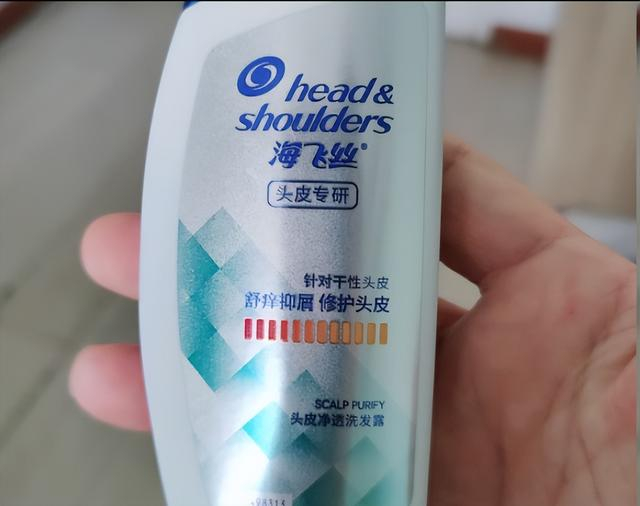 head &
shoulders
海飞丝®
头皮专研
针对干性头皮
舒痒抑屑 修护头皮
SCALP PURIFY
头皮净透洗发露